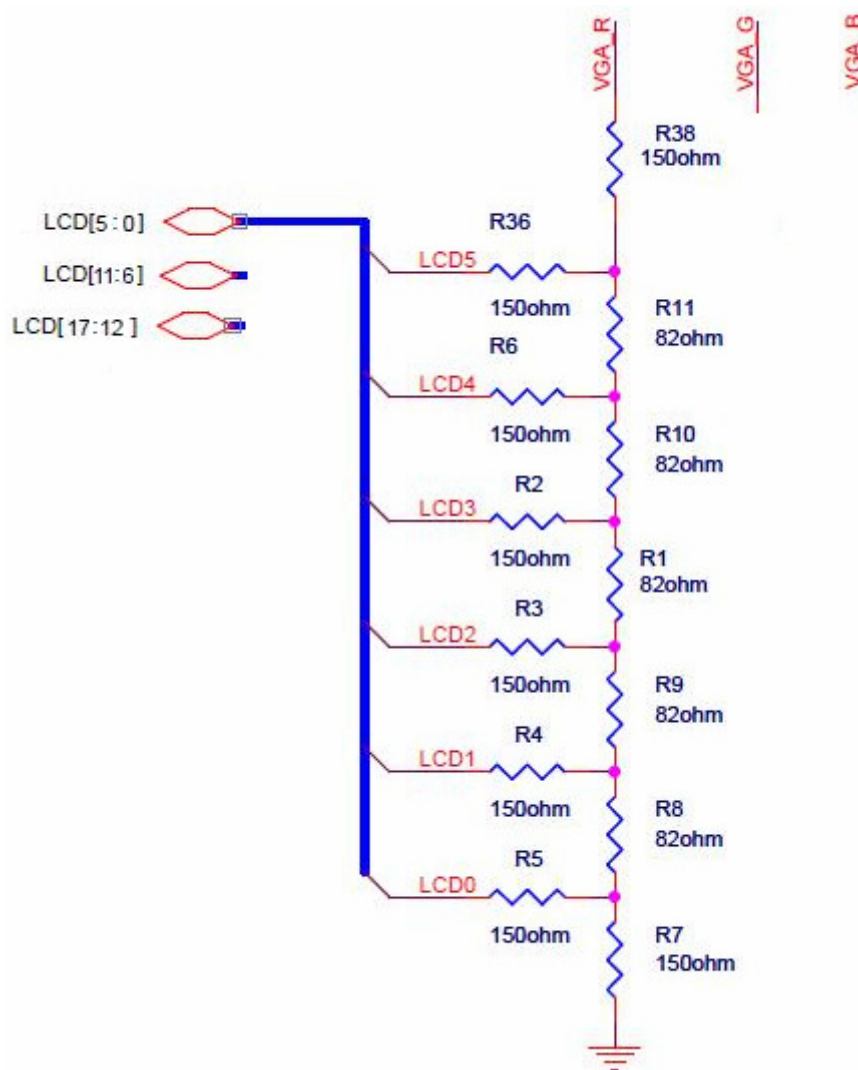 VGA_R
VGA_G
VGA_B
R38
150ohm
LCD[5:0]
R36
LCD5
LCD[11:6]
150ohm
R11
82ohm
LCD[17:12 ]
R6
LCD4
150ohm
R10
82ohm
R2
LCD3
150ohm
R1
82ohm
R3
LCD2
150ohm
R9
82ohm
R4
LCD1
150ohm
R8
82ohm
R5
LCD0
150ohm
R7
150ohm